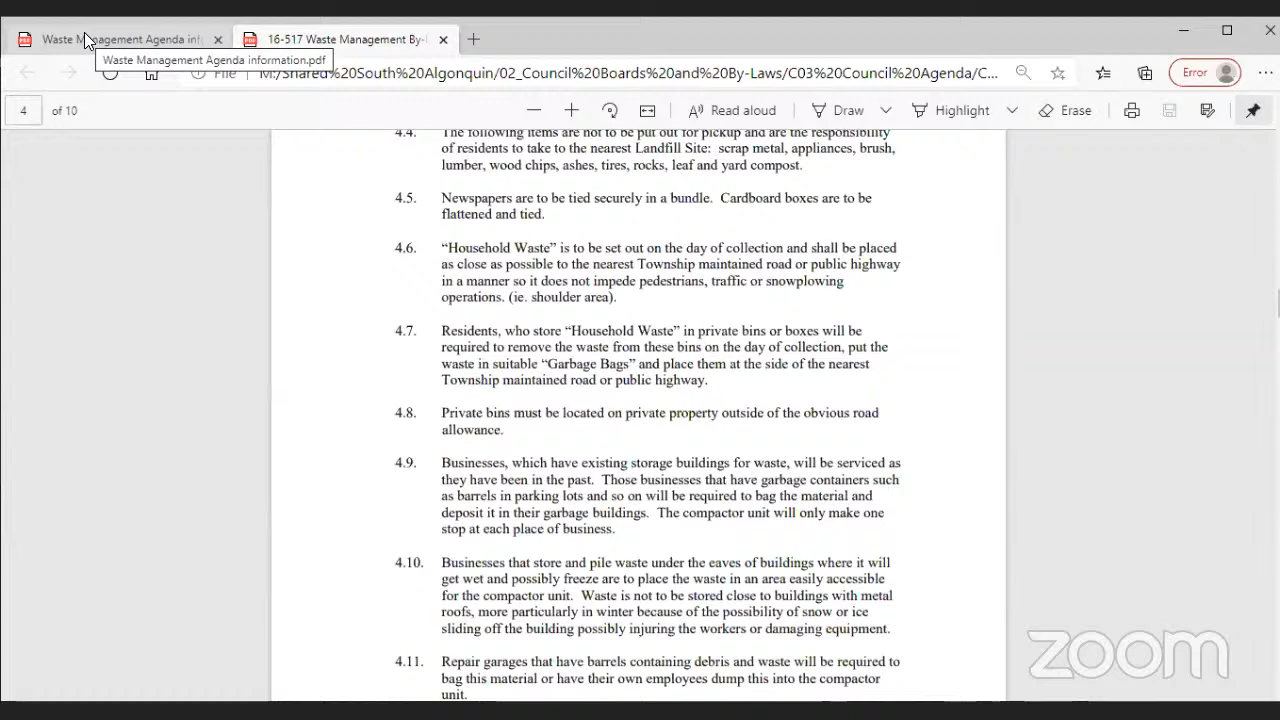 Waste Management Agenda inf
16-517 Waste Management By-
Waste Management Agenda information.pdf
File
M:/Shared%20South%20Algonquin/02_Council%20Boards%20and%20By-Laws/C03%20Council%20Agenda/C...
Error
4 of 10
Read aloud
Draw
Highlight
Erase
4.4. The following items are not to be put out for pickup and are the responsibility
of residents to take to the nearest Landfill Site: scrap metal, appliances, brush,
lumber, wood chips, ashes, tires, rocks, leaf and yard compost.
4.5. Newspapers are to be tied securely in a bundle. Cardboard boxes are to be
flattened and tied.
4.6. “Household Waste” is to be set out on the day of collection and shall be placed
as close as possible to the nearest Township maintained road or public highway
in a manner so it does not impede pedestrians, traffic or snowplowing
operations. (ie. shoulder area).
4.7. Residents, who store “Household Waste” in private bins or boxes will be
required to remove the waste from these bins on the day of collection, put the
waste in suitable “Garbage Bags” and place them at the side of the nearest
Township maintained road or public highway.
4.8. Private bins must be located on private property outside of the obvious road
allowance.
4.9. Businesses, which have existing storage buildings for waste, will be serviced as
they have been in the past. Those businesses that have garbage containers such
as barrels in parking lots and so on will be required to bag the material and
deposit it in their garbage buildings. The compactor unit will only make one
stop at each place of business.
4.10. Businesses that store and pile waste under the eaves of buildings where it will
get wet and possibly freeze are to place the waste in an area easily accessible
for the compactor unit. Waste is not to be stored close to buildings with metal
roofs, more particularly in winter because of the possibility of snow or ice
sliding off the building possibly injuring the workers or damaging equipment.
4.11. Repair garages that have barrels containing debris and waste will be required to
bag this material or have their own employees dump this into the compactor
unit.
zoom